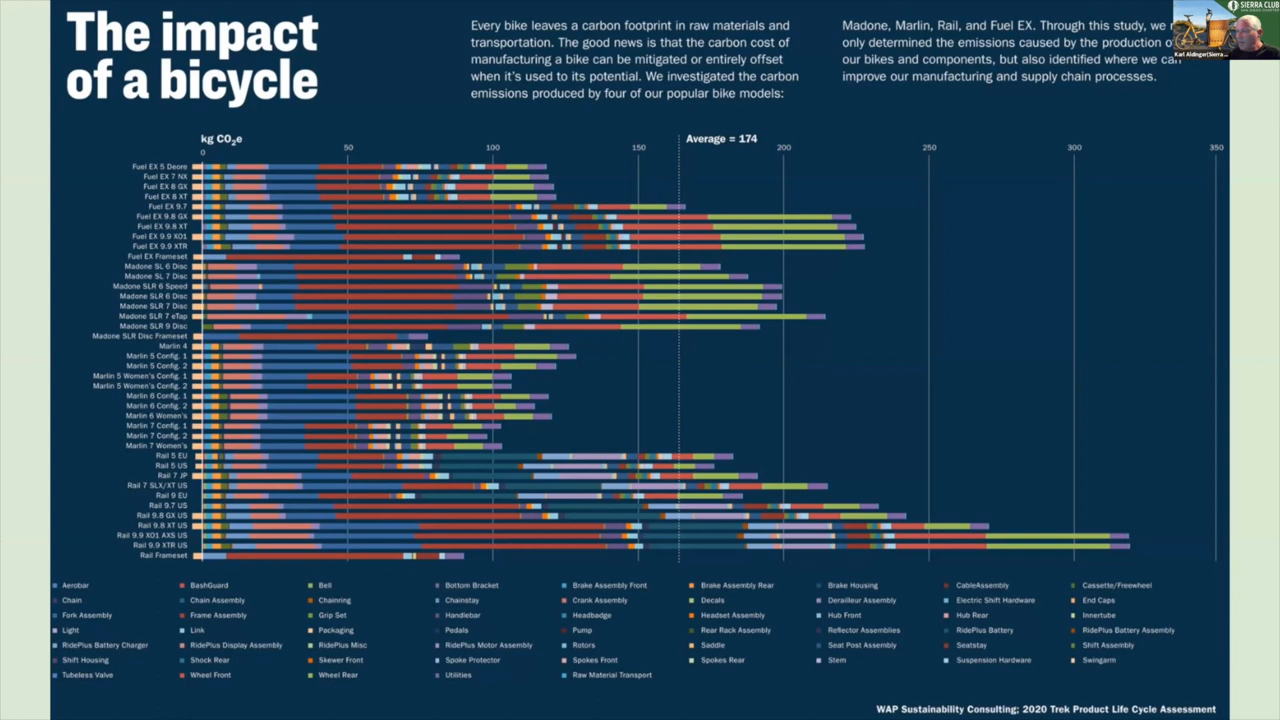 The impact
of a bicycle
Every bike leaves a carbon footprint in raw materials and
transportation. The good news is that the carbon cost of
manufacturing a bike can be mitigated or entirely offset
when it's used to its potential. We investigated the carbon
emissions produced by four of our popular bike models:
Madone, Marlin, Rail, and Fuel EX. Through this study, we
only determined the emissions caused by the production of
our bikes and components, but also identified where we can
improve our manufacturing and supply chain processes.
SIERRA CLUB
Karl Aldinger(Sierra ...
kg CO2e
Average = 174
0 50 100 150 200 250 300 350
Fuel EX 5 Deore
Fuel EX 7 NX
Fuel EX 8 GX
Fuel EX 8 XT
Fuel EX 9.7
Fuel EX 9.8 GX
Fuel EX 9.8 XT
Fuel EX 9.9 XO1
Fuel EX 9.9 XTR
Fuel EX Frameset
Madone SL 6 Disc
Madone SL 7 Disc
Madone SLR 6 Speed
Madone SLR 6 Disc
Madone SLR 7 Disc
Madone SLR 7 eTap
Madone SLR 9 Disc
Madone SLR Disc Frameset
Marlin 4
Marlin 5 Config. 1
Marlin 5 Config. 2
Marlin 5 Women's Config. 1
Marlin 5 Women's Config. 2
Marlin 6 Config. 1
Marlin 6 Config. 2
Marlin 6 Women's
Marlin 7 Config. 1
Marlin 7 Config. 2
Marlin 7 Women's
Rail 5 EU
Rail 5 US
Rail 7 JP
Rail 7 SLX/XT US
Rail 9 EU
Rail 9.7 US
Rail 9.8 GX US
Rail 9.8 XT US
Rail 9.9 XO1 AXS US
Rail 9.9 XTR US
Rail Frameset
Aerobar BashGuard Bell Bottom Bracket Brake Assembly Front Brake Assembly Rear Brake Housing CableAssembly Cassette/Freewheel
Chain Chain Assembly Chainring Chainstay Crank Assembly Decals Derailleur Assembly Electric Shift Hardware End Caps
Fork Assembly Frame Assembly Grip Set Handlebar Headbadge Headset Assembly Hub Front Hub Rear Innertube
Light Link Packaging Pedals Pump Rear Rack Assembly Reflector Assemblies RidePlus Battery RidePlus Battery Assembly
RidePlus Battery Charger RidePlus Display Assembly RidePlus Misc RidePlus Motor Assembly Rotors Saddle Seat Post Assembly Seatstay Shift Assembly
Shift Housing Shock Rear Skewer Front Spoke Protector Spokes Front Spokes Rear Stem Suspension Hardware Swingarm
Tubeless Valve Wheel Front Wheel Rear Utilities Raw Material Transport
WAP Sustainability Consulting; 2020 Trek Product Life Cycle Assessment